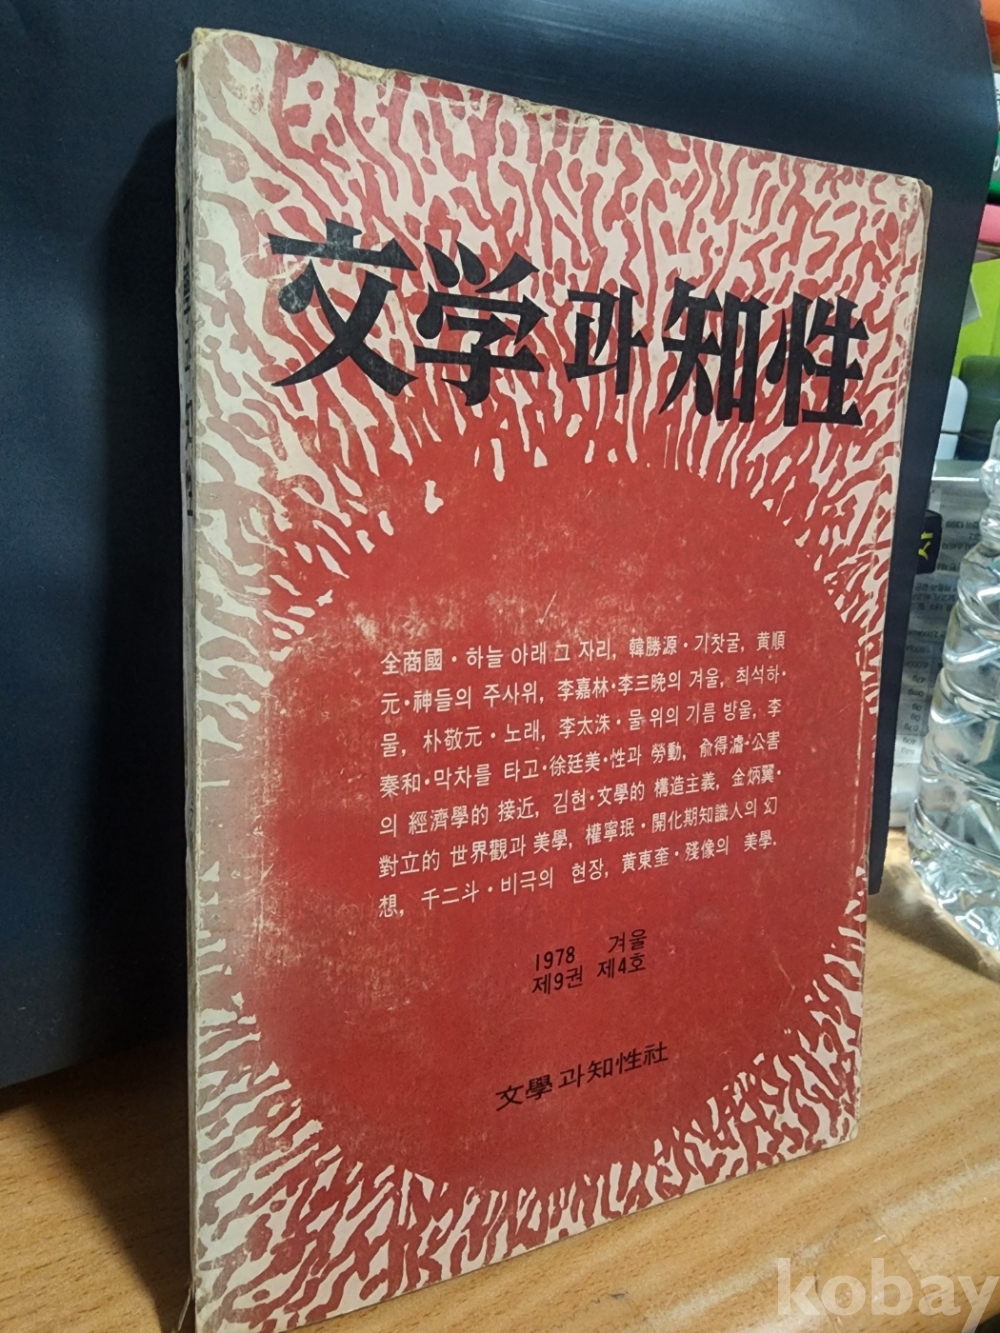 文学과 知性
全商國·하늘 아래 그 자리, 韓勝源·기찻굴, 黃順
元·神들의 주사위, 李嘉林·李三晩의 겨울, 최석하·
물, 朴敬元·노래, 李太洙·물 위의 기름 방울, 李
秦和·막차를 타고·徐廷美·性과 勞動, 兪得濬·公害
의 經濟學的 接近, 김현·文學的 構造主義, 金炳翼·
對立的 世界觀과 美學, 權寧珉·開化期知識人의 幻
想, 千二斗·비극의 현장, 黃東奎·殘像의 美學.
1978 겨울
제9권 제4호
文學과知性社
kobay